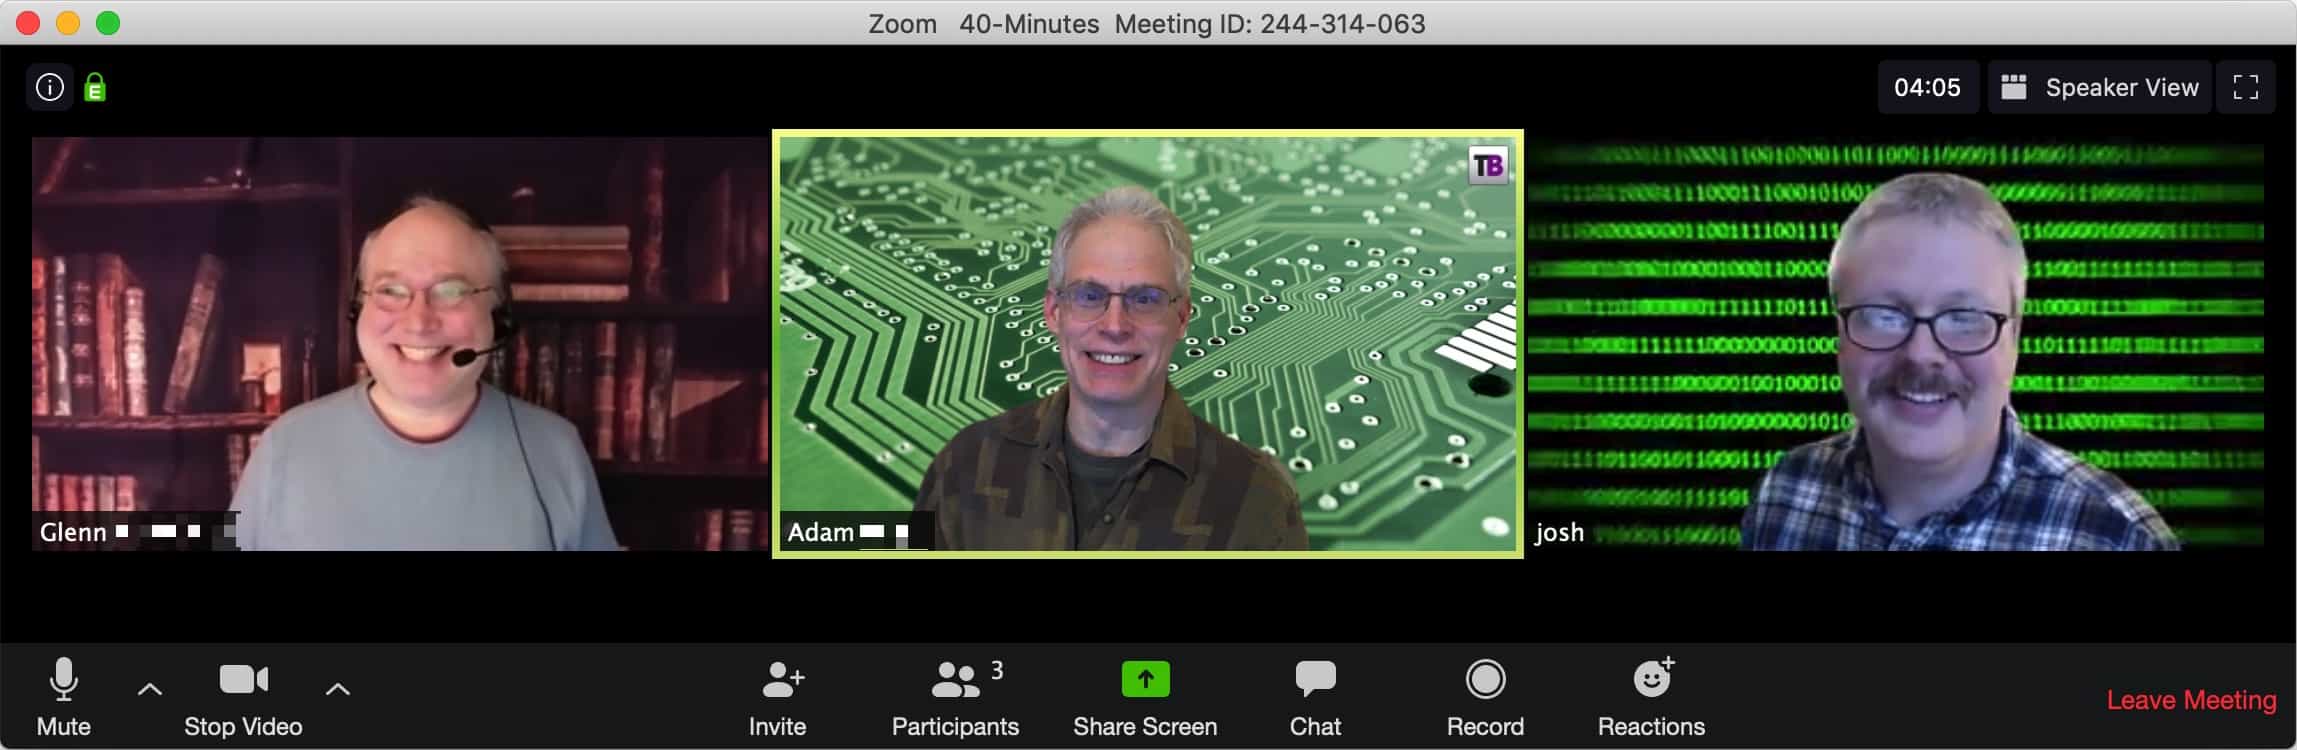 Zoom 40-Minutes Meeting ID: 244-314-063
E
04:05 Speaker View
TB
Glenn
Adam
josh
3
Mute
Stop Video
Invite
Participants
Share Screen
Chat
Record
Reactions
Leave Meeting